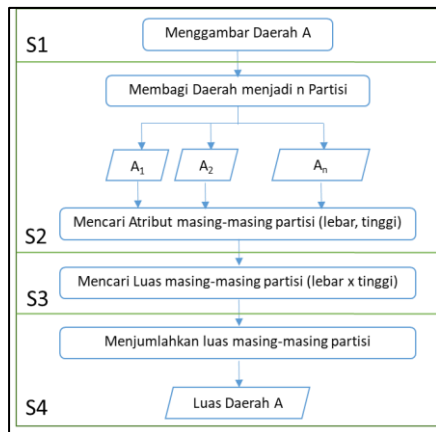 S1
Menggambar Daerah A
Membagi Daerah menjadi n Partisi
A₁
A₂
Aₙ
S2
Mencari Atribut masing-masing partisi (lebar, tinggi)
S3
Mencari Luas masing-masing partisi (lebar x tinggi)
Menjumlahkan luas masing-masing partisi
S4
Luas Daerah A